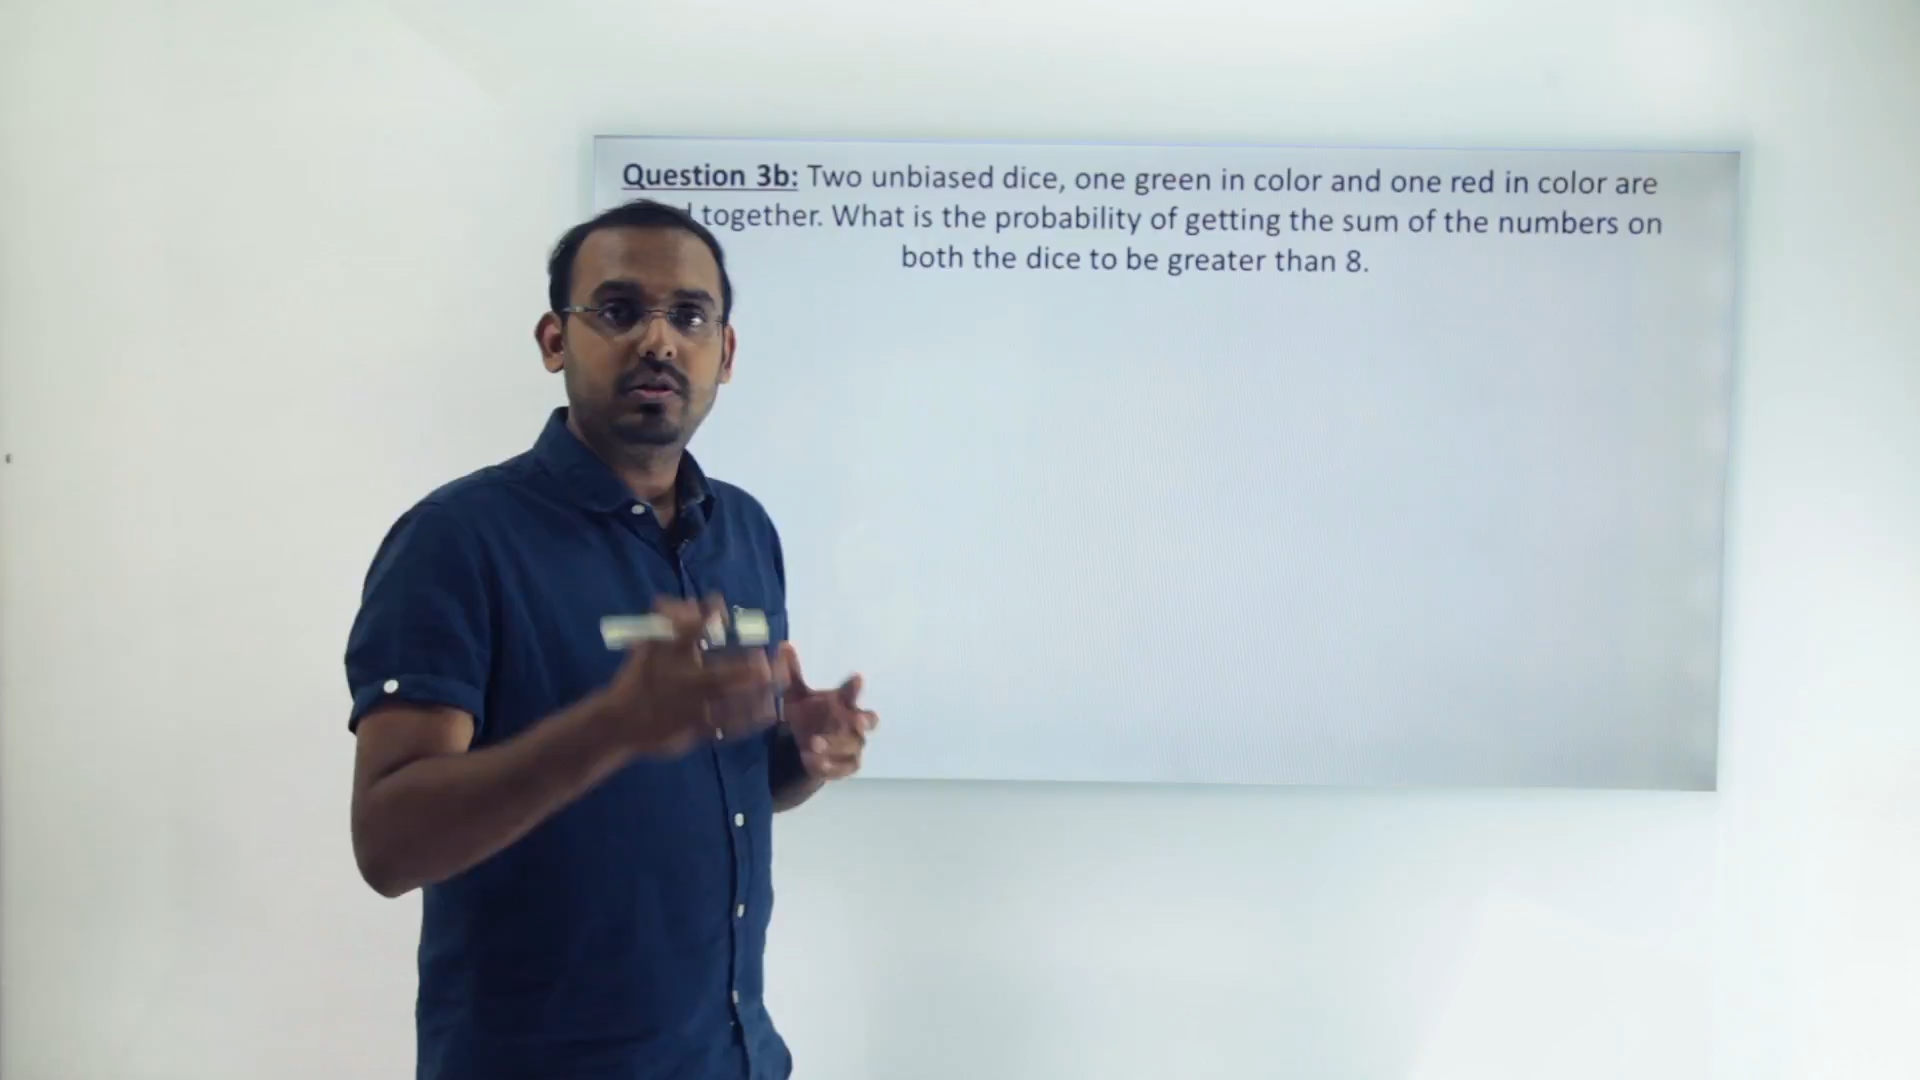 Question 3b: Two unbiased dice, one green in color and one red in color are
together. What is the probability of getting the sum of the numbers on
both the dice to be greater than 8.